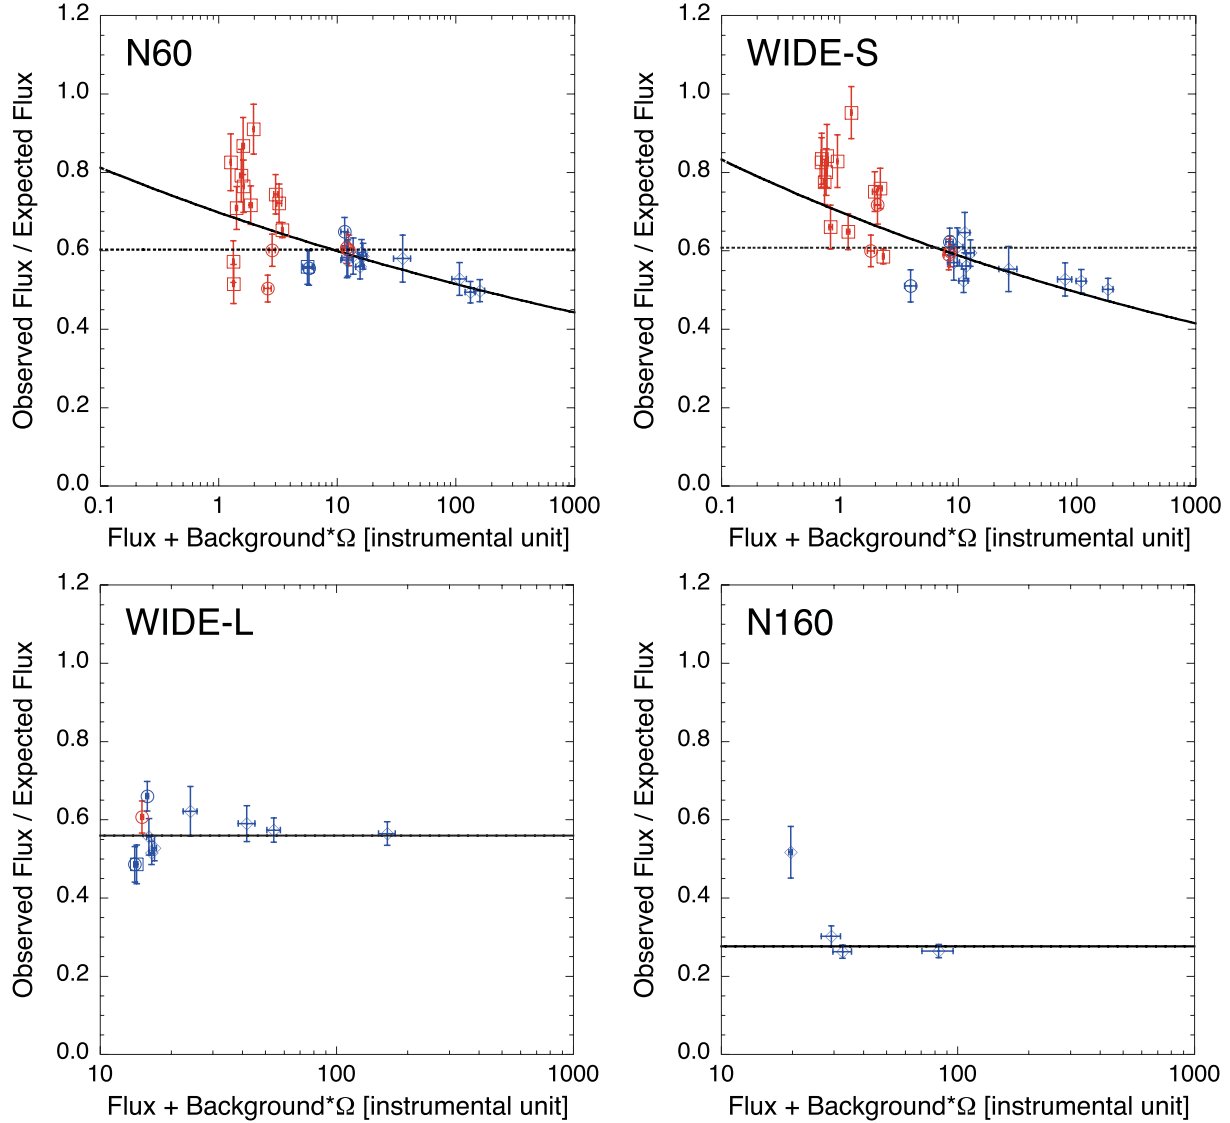 N60
1.2
1.0
0.8
0.6
0.4
0.2
0.0
Observed Flux / Expected Flux
0.1 1 10 100 1000
Flux + Background*Ω [instrumental unit]
WIDE-S
1.2
1.0
0.8
0.6
0.4
0.2
0.0
Observed Flux / Expected Flux
0.1 1 10 100 1000
Flux + Background*Ω [instrumental unit]
WIDE-L
1.2
1.0
0.8
0.6
0.4
0.2
0.0
Observed Flux / Expected Flux
10 100 1000
Flux + Background*Ω [instrumental unit]
N160
1.2
1.0
0.8
0.6
0.4
0.2
0.0
Observed Flux / Expected Flux
10 100 1000
Flux + Background*Ω [instrumental unit]